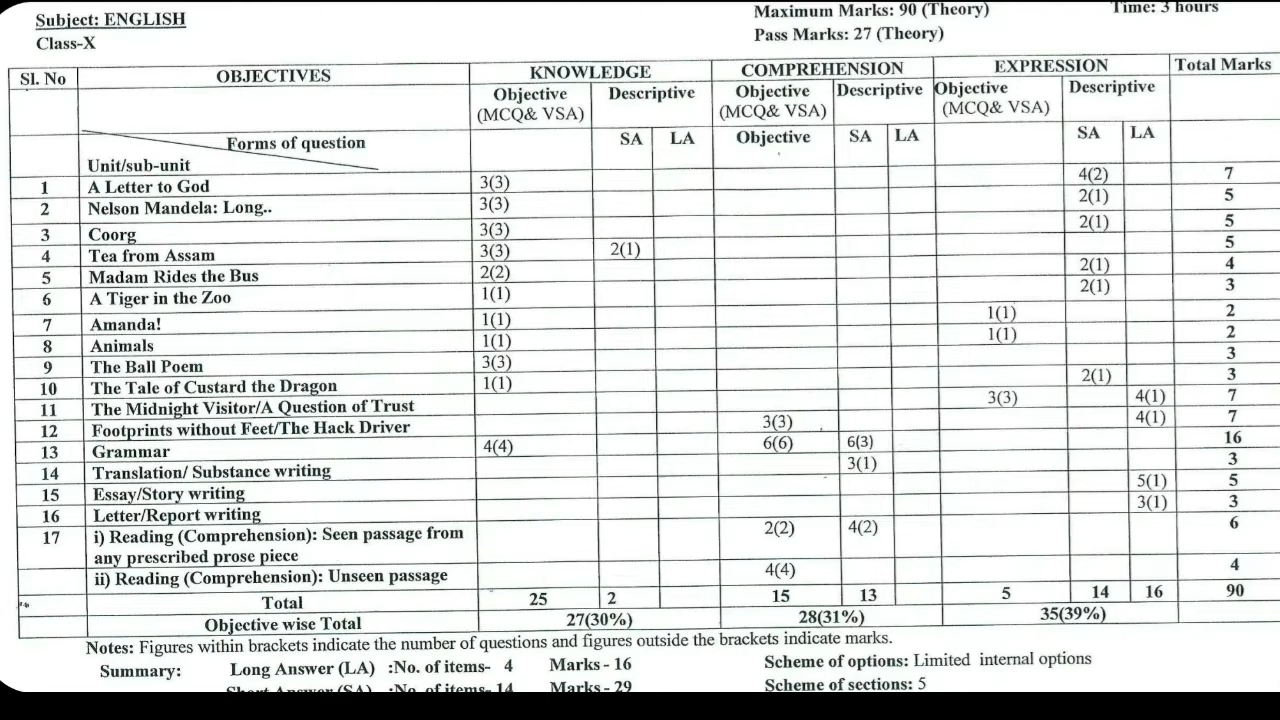 Subject: ENGLISH
Maximum Marks: 90 (Theory)
Time: 3 hours
Class-X
Pass Marks: 27 (Theory)
Sl. No OBJECTIVES KNOWLEDGE COMPREHENSION EXPRESSION Total Marks
Objective (MCQ& VSA) Descriptive Objective (MCQ& VSA) Descriptive Objective (MCQ& VSA) Descriptive
Forms of question SA LA Objective SA LA SA LA
Unit/sub-unit
1 A Letter to God 3(3) 4(2) 7
2 Nelson Mandela: Long.. 3(3) 2(1) 5
3 Coorg 3(3) 2(1) 5
4 Tea from Assam 3(3) 2(1) 5
5 Madam Rides the Bus 2(2) 2(1) 4
6 A Tiger in the Zoo 1(1) 2(1) 3
7 Amanda! 1(1) 1(1) 2
8 Animals 1(1) 1(1) 2
9 The Ball Poem 3(3) 3
10 The Tale of Custard the Dragon 1(1) 2(1) 3
11 The Midnight Visitor/A Question of Trust 3(3) 4(1) 7
12 Footprints without Feet/The Hack Driver 3(3) 4(1) 7
13 Grammar 4(4) 6(6) 6(3) 16
14 Translation/ Substance writing 3(1) 3
15 Essay/Story writing 5(1) 5
16 Letter/Report writing 3(1) 3
17 i) Reading (Comprehension): Seen passage from 2(2) 4(2) 6
any prescribed prose piece
ii) Reading (Comprehension): Unseen passage 4(4) 4
Total 25 2 15 13 5 14 16 90
Objective wise Total 27(30%) 28(31%) 35(39%)
Notes: Figures within brackets indicate the number of questions and figures outside the brackets indicate marks.
Summary: Long Answer (LA) :No. of items- 4 Marks - 16 Scheme of options: Limited internal options
Short Answer (SA) :No. of items- 14 Marks - 29 Scheme of sections: 5